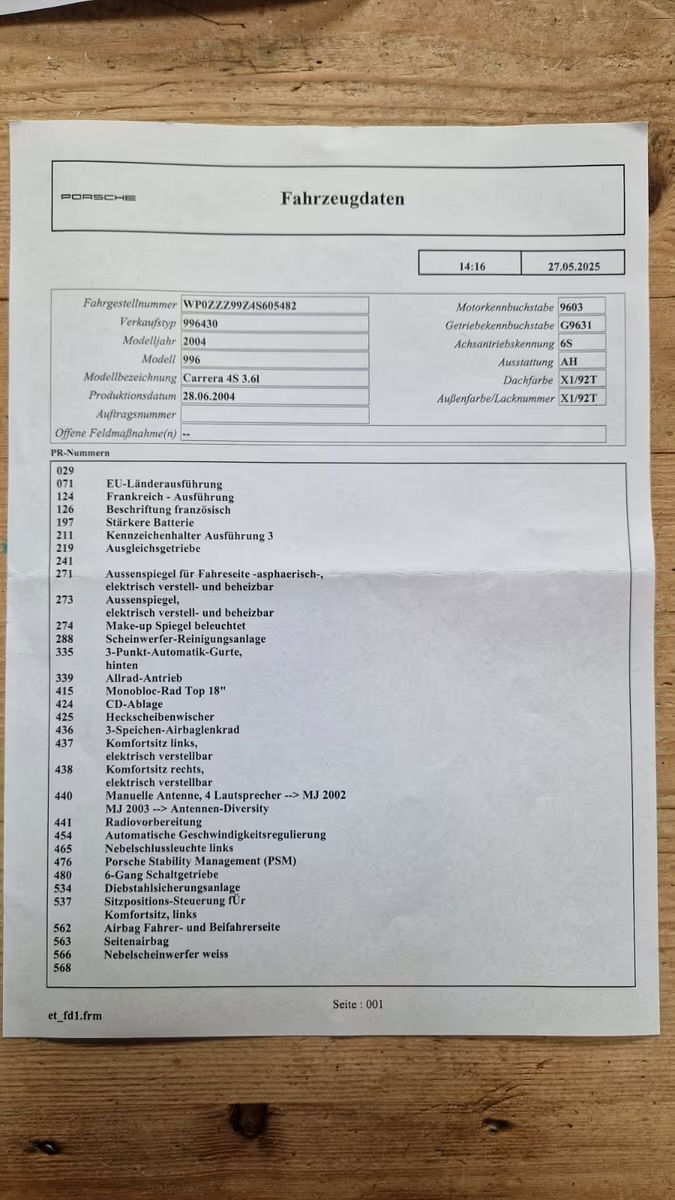 PORSCHE
Fahrzeugdaten
14:16 27.05.2025
Fahrgestellnummer WP0ZZZ99Z4S605482
Verkaufstyp 996430
Modelljahr 2004
Modell 996
Modellbezeichnung Carrera 4S 3.6l
Produktionsdatum 28.06.2004
Auftragsnummer
Offene Feldmaßnahme(n) --
Motorkennbuchstabe 9603
Getriebekennbuchstabe G9631
Achsantriebskennung 6S
Ausstattung AH
Dachfarbe X1/92T
Außenfarbe/Lacknummer X1/92T
PR-Nummern
029
071 EU-Länderausführung
124 Frankreich - Ausführung
126 Beschriftung französisch
197 Stärkere Batterie
211 Kennzeichenhalter Ausführung 3
219 Ausgleichsgetriebe
241
271 Aussenspiegel für Fahreseite -asphaerisch-,
elektrisch verstell- und beheizbar
273 Aussenspiegel,
elektrisch verstell- und beheizbar
274 Make-up Spiegel beleuchtet
288 Scheinwerfer-Reinigungsanlage
335 3-Punkt-Automatik-Gurte,
hinten
339 Allrad-Antrieb
415 Monobloc-Rad Top 18"
424 CD-Ablage
425 Heckscheibenwischer
436 3-Speichen-Airbaglenkrad
437 Komfortsitz links,
elektrisch verstellbar
438 Komfortsitz rechts,
elektrisch verstellbar
440 Manuelle Antenne, 4 Lautsprecher --> MJ 2002
MJ 2003 --> Antennen-Diversity
441 Radiovorbereitung
454 Automatische Geschwindigkeitsregulierung
465 Nebelschlussleuchte links
476 Porsche Stability Management (PSM)
480 6-Gang Schaltgetriebe
534 Diebstahlsicherungsanlage
537 Sitzpositions-Steuerung fÜr
Komfortsitz, links
562 Airbag Fahrer- und Beifahrerseite
563 Seitenairbag
566 Nebelscheinwerfer weiss
568
Seite : 001
et_fd1.frm